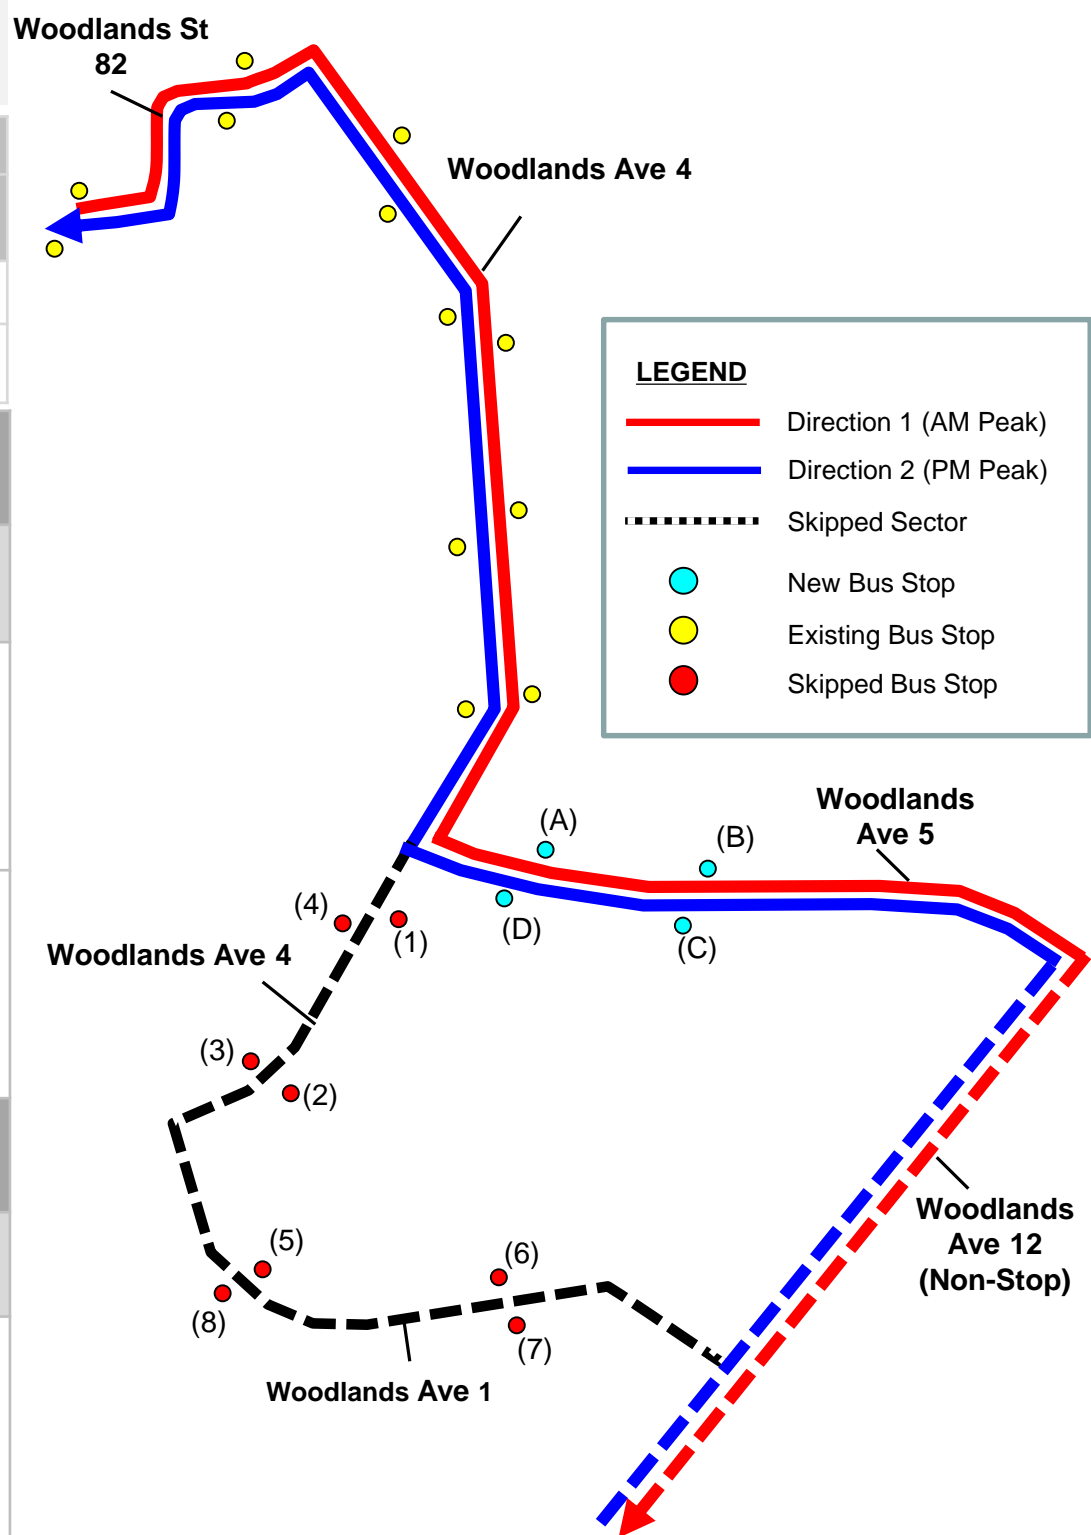 Woodlands St
82
Woodlands Ave 4
LEGEND
Direction 1 (AM Peak)
Direction 2 (PM Peak)
Skipped Sector
New Bus Stop
Existing Bus Stop
Skipped Bus Stop
Woodlands
Ave 5
(A)
(B)
(4)
(1)
(D)
(C)
Woodlands Ave 4
(3)
(2)
Woodlands
Ave 12
(Non-Stop)
(5)
(6)
(8)
(7)
Woodlands Ave 1